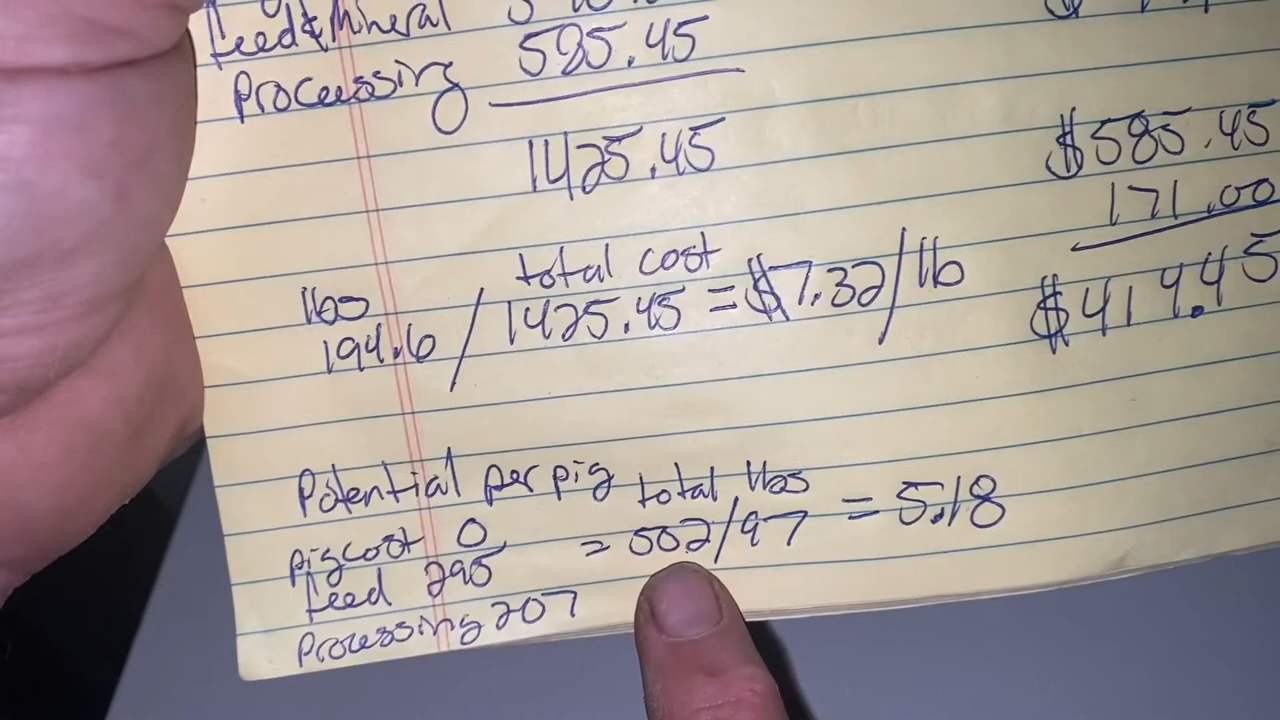 Feed & Mineral
Processing 585.45
1425.45
$585.45
171.00
$414.45
total cost
lbs
194.6 / 1425.45 = $7.32/lb
Potential per pig total lbs
pig cost 0 = 502/97 = 5.18
feed 295
Processing 207